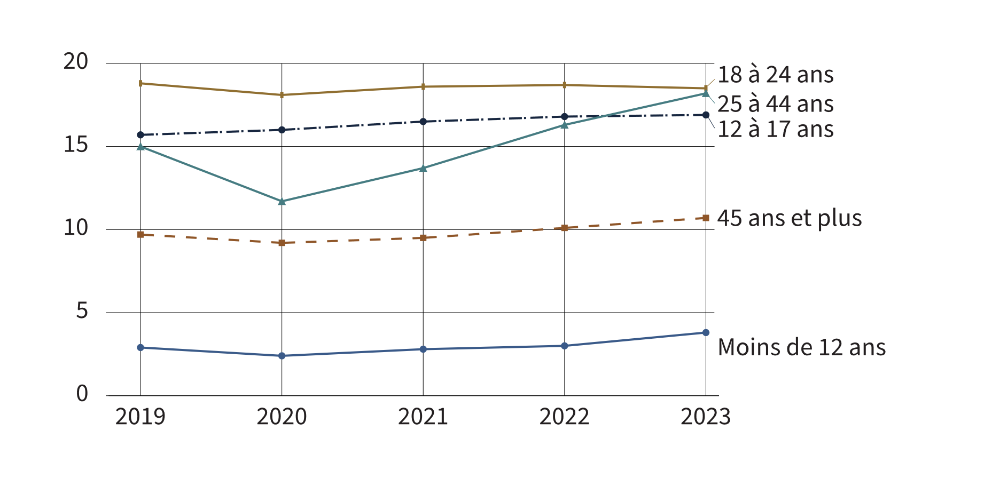 20
18 à 24 ans
25 à 44 ans
12 à 17 ans
15
10
45 ans et plus
5
Moins de 12 ans
0
2019 2020 2021 2022 2023